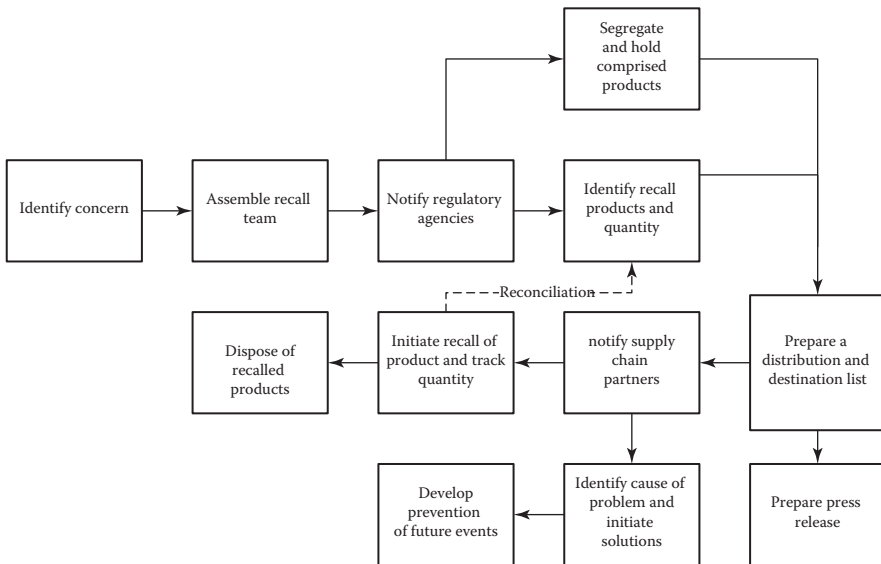 Segregate
and hold
comprised
products
Identify concern
Assemble recall
team
Notify regulatory
agencies
Identify recall
products and
quantity
Reconciliation
Dispose of
recalled
products
Initiate recall of
product and track
quantity
notify supply
chain
partners
Prepare a
distribution and
destination list
Develop
prevention
of future events
Identify cause of
problem and
initiate
solutions
Prepare press
release